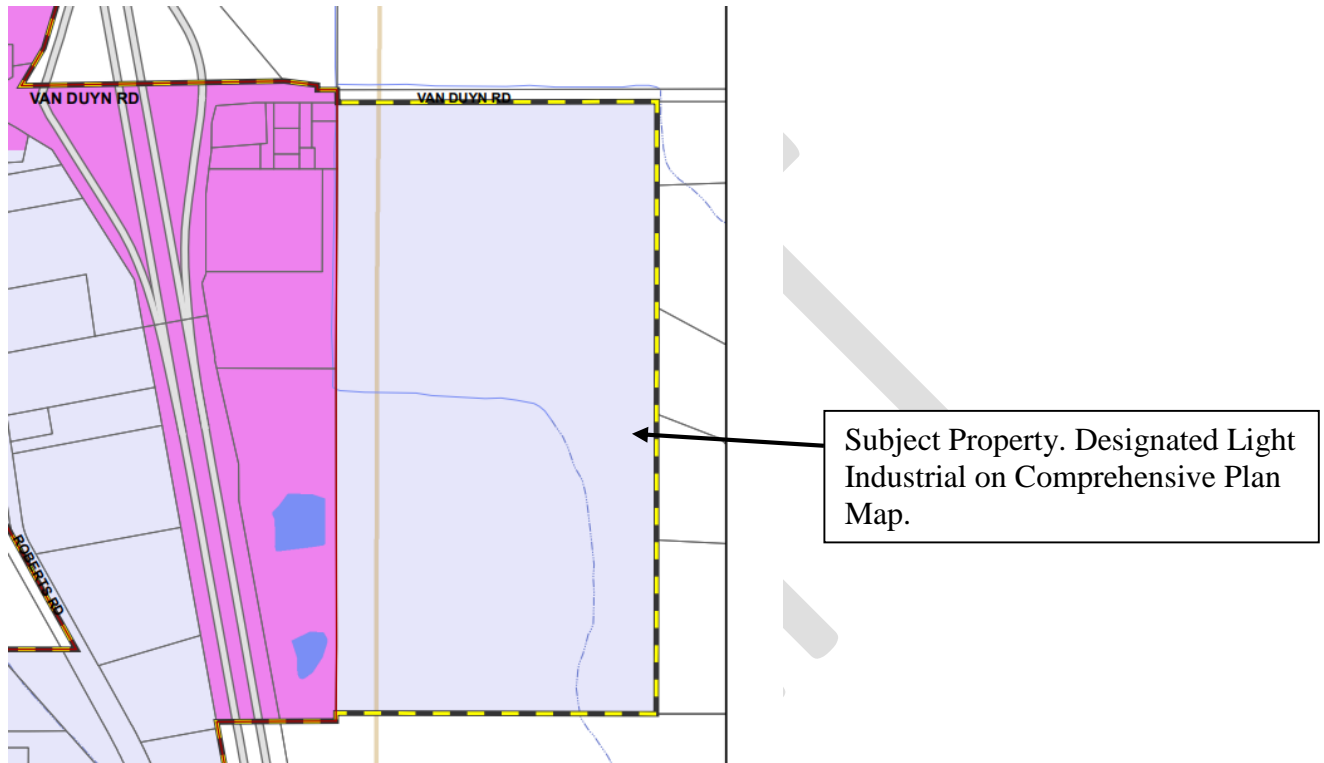 VAN DUYN RD
VAN DUYN RD
Subject Property. Designated Light
Industrial on Comprehensive Plan
Map.
ROBERTS RD